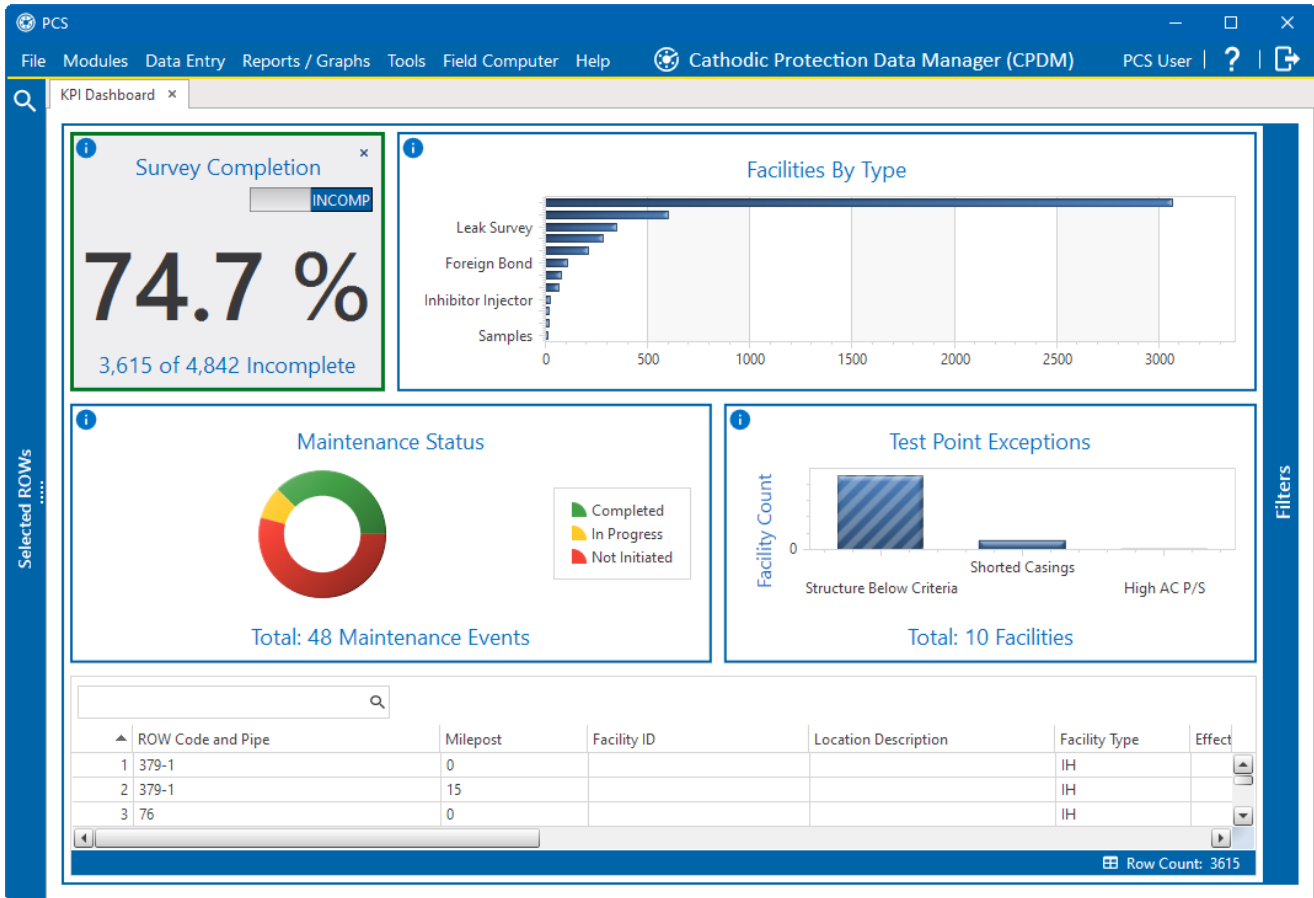 PCS
File Modules Data Entry Reports / Graphs Tools Field Computer Help Cathodic Protection Data Manager (CPDM) PCS User | ? |
KPI Dashboard ×
Selected ROWs
Survey Completion ×
INCOMP
74.7 %
3,615 of 4,842 Incomplete
Facilities By Type
Leak Survey
Foreign Bond
Inhibitor Injector
Samples
0 500 1000 1500 2000 2500 3000
Maintenance Status
Completed
In Progress
Not Initiated
Total: 48 Maintenance Events
Test Point Exceptions
Facility Count
0
Structure Below Criteria
Shorted Casings
High AC P/S
Total: 10 Facilities
Filters
ROW Code and Pipe Milepost Facility ID Location Description Facility Type Effect
1 379-1 0 IH
2 379-1 15 IH
3 76 0 IH
Row Count: 3615